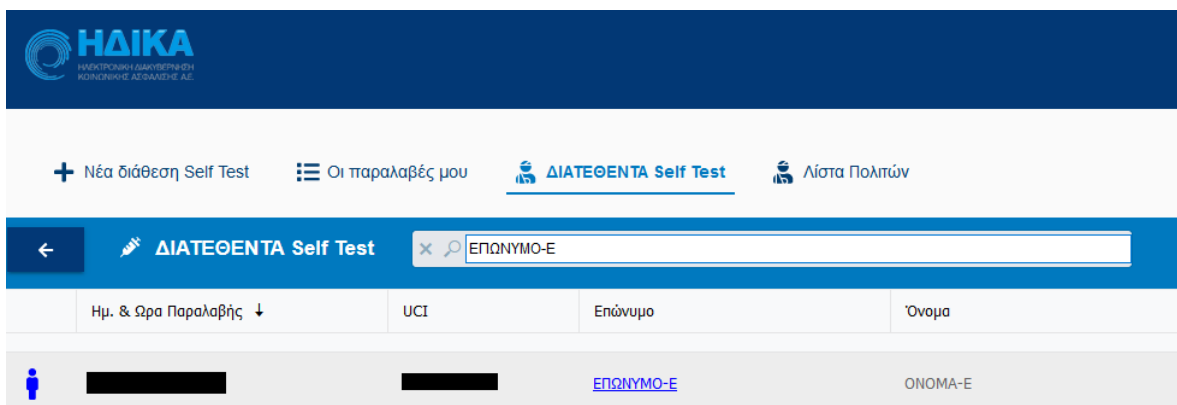 ΗΔΙΚΑ
ΗΛΕΚΤΡΟΝΙΚΗ ΔΙΑΚΥΒΕΡΝΗΣΗ
ΚΟΙΝΩΝΙΚΗΣ ΑΣΦΑΛΙΣΗΣ Α.Ε.
Νέα διάθεση Self Test Οι παραλαβές μου ΔΙΑΤΕΘΕΝΤΑ Self Test Λίστα Πολιτών
ΔΙΑΤΕΘΕΝΤΑ Self Test ΕΠΩΝΥΜΟ-Ε
Ημ. & Ωρα Παραλαβής ↓ UCI Επώνυμο Όνομα
ΕΠΩΝΥΜΟ-Ε ΟΝΟΜΑ-Ε